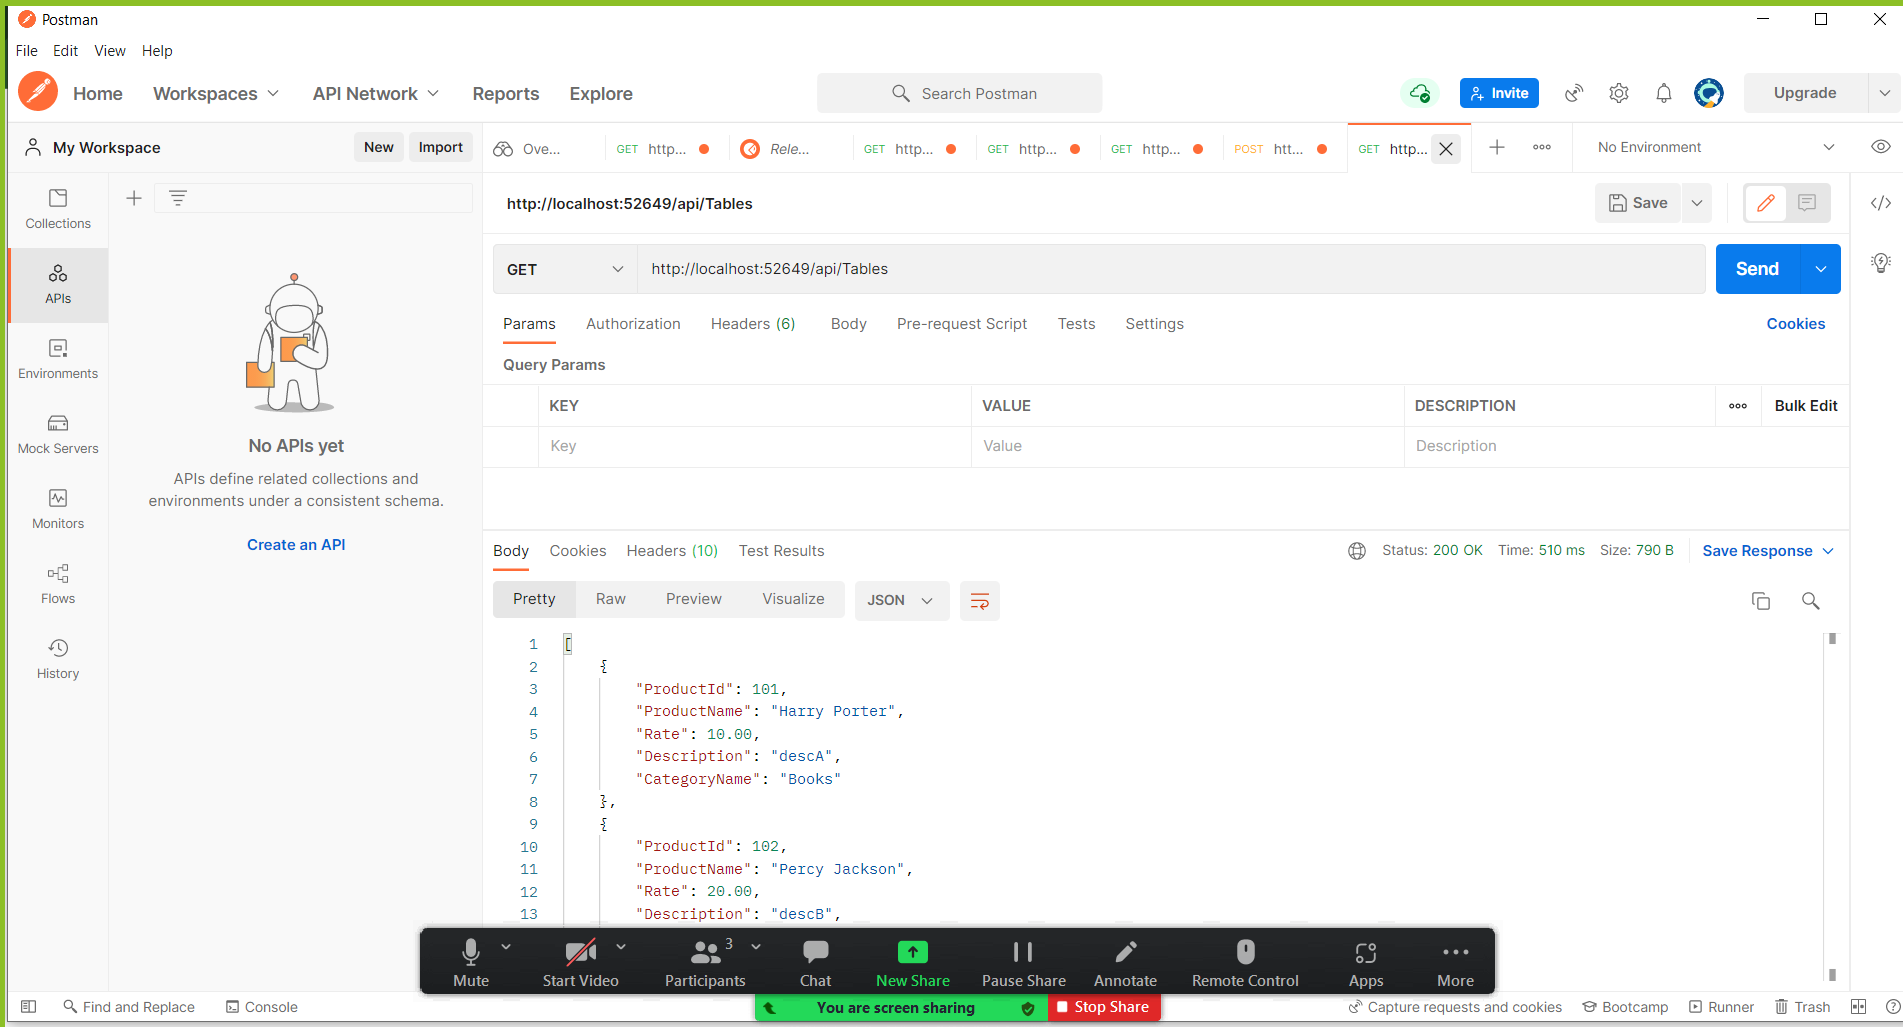 Postman
File Edit View Help
Home Workspaces API Network Reports Explore Search Postman Invite Upgrade
My Workspace New Import Ove... GET http... Rele... GET http... GET http... GET http... POST htt... GET http... No Environment
http://localhost:52649/api/Tables Save
Collections
GET http://localhost:52649/api/Tables Send
APIs
Params Authorization Headers (6) Body Pre-request Script Tests Settings Cookies
Query Params
Environments
KEY VALUE DESCRIPTION Bulk Edit
Key Value Description
Mock Servers
No APIs yet
APIs define related collections and
environments under a consistent schema.
Monitors
Create an API
Body Cookies Headers (10) Test Results Status: 200 OK Time: 510 ms Size: 790 B Save Response
Flows
Pretty Raw Preview Visualize JSON
History
1 [
2 {
3 "ProductId": 101,
4 "ProductName": "Harry Porter",
5 "Rate": 10.00,
6 "Description": "descA",
7 "CategoryName": "Books"
8 },
9 {
10 "ProductId": 102,
11 "ProductName": "Percy Jackson",
12 "Rate": 20.00,
13 "Description": "descB",
3
Mute Start Video Participants Chat New Share Pause Share Annotate Remote Control Apps More
Find and Replace Console You are screen sharing Stop Share Capture requests and cookies Bootcamp Runner Trash